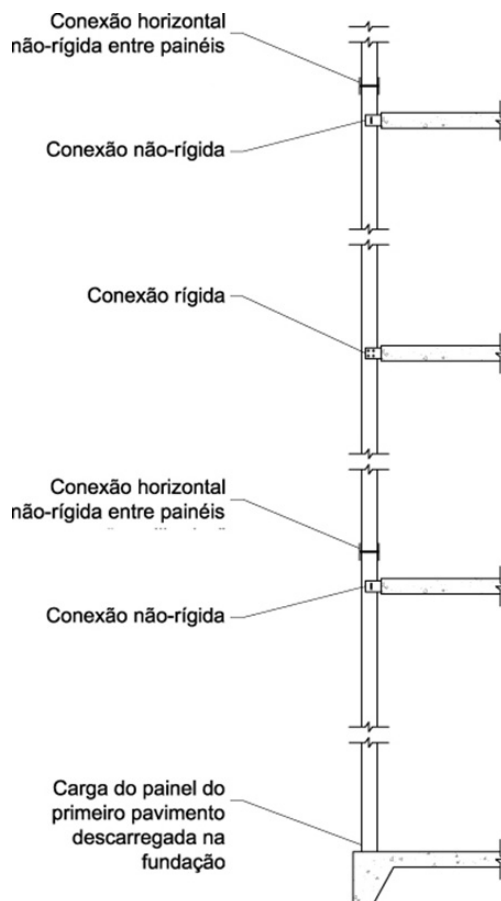 Conexão horizontal
não-rígida entre painéis
Conexão não-rígida
Conexão rígida
Conexão horizontal
não-rígida entre painéis
Conexão não-rígida
Carga do painel do
primeiro pavimento
descarregada na
fundação